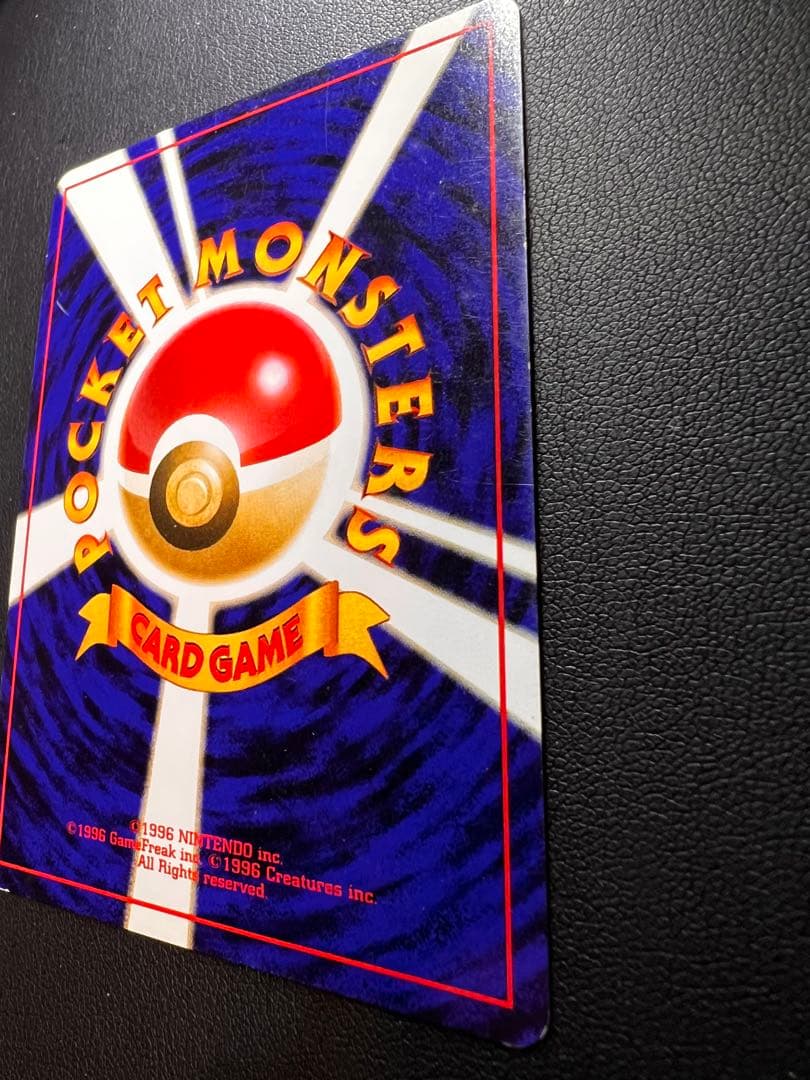 POCKET MONSTERS
CARD GAME
©1996 NINTENDO inc.
©1996 GameFreak inc. ©1996 Creatures inc.
All Rights reserved.